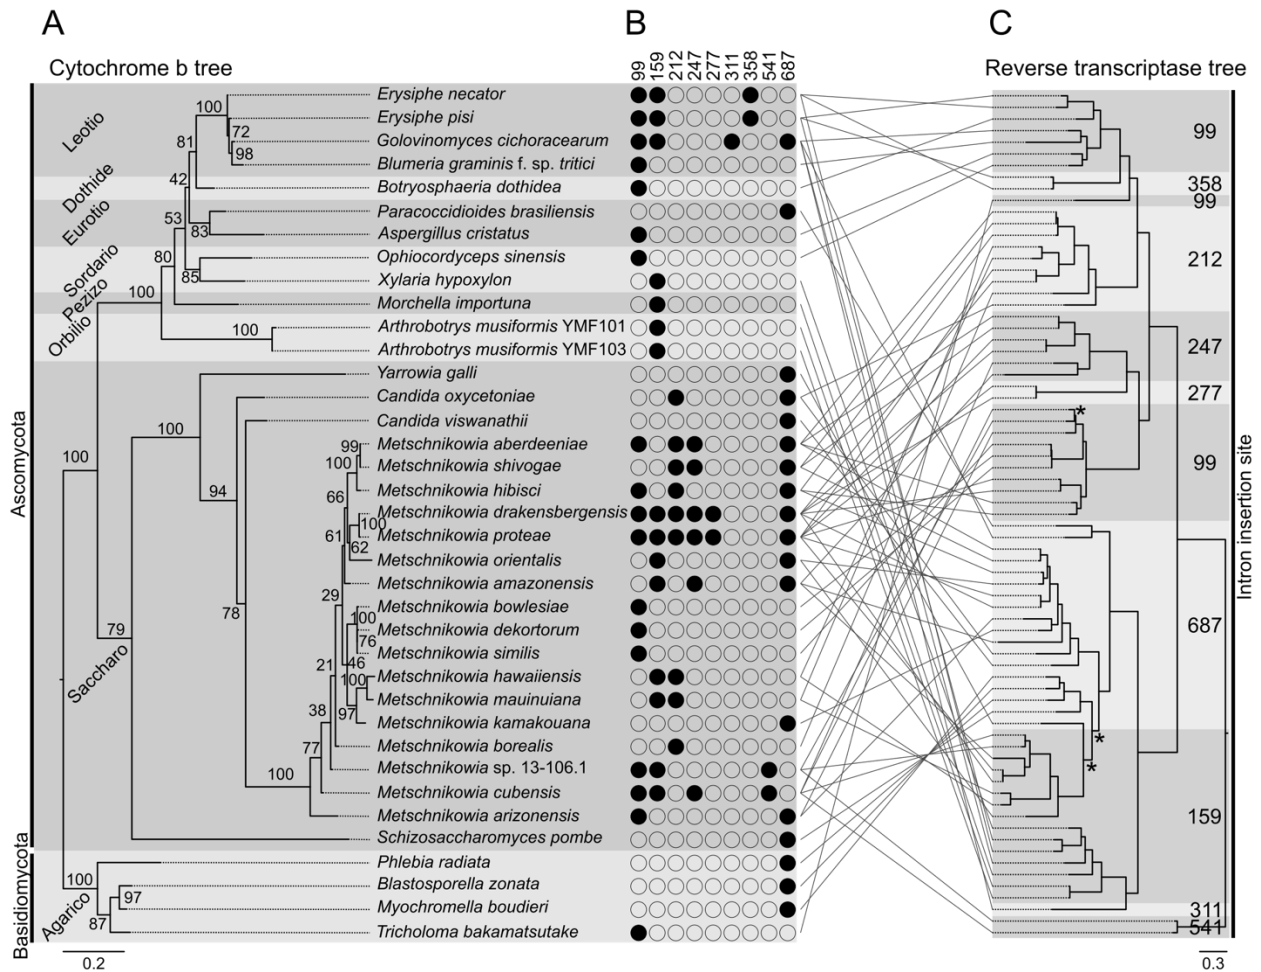 A
B
C
Cytochrome b tree
99
159
212
247
277
311
358
541
687
Reverse transcriptase tree
Ascomycota
Basidiomycota
Leotio
Dothide
Eurotio
Sordario
Pezizo
Orbilio
Saccharo
Agarico
Erysiphe necator
Erysiphe pisi
Golovinomyces cichoracearum
Blumeria graminis f. sp. tritici
Botryosphaeria dothidea
Paracoccidioides brasiliensis
Aspergillus cristatus
Ophiocordyceps sinensis
Xylaria hypoxylon
Morchella importuna
Arthrobotrys musiformis YMF101
Arthrobotrys musiformis YMF103
Yarrowia galli
Candida oxycetoniae
Candida viswanathii
Metschnikowia aberdeeniae
Metschnikowia shivogae
Metschnikowia hibisci
Metschnikowia drakensbergensis
Metschnikowia proteae
Metschnikowia orientalis
Metschnikowia amazonensis
Metschnikowia bowlesiae
Metschnikowia dekortorum
Metschnikowia similis
Metschnikowia hawaiiensis
Metschnikowia mauinuiana
Metschnikowia kamakouana
Metschnikowia borealis
Metschnikowia sp. 13-106.1
Metschnikowia cubensis
Metschnikowia arizonensis
Schizosaccharomyces pombe
Phlebia radiata
Blastosporella zonata
Myochromella boudieri
Tricholoma bakamatsutake
100
72
98
81
42
53
83
80
85
100
100
100
100
94
78
79
99
100
66
100
61
62
29
100
76
46
21
100
97
38
77
100
100
97
87
0.2
99
358
99
212
247
277
*
99
687
*
*
159
311
541
Intron insertion site
0.3